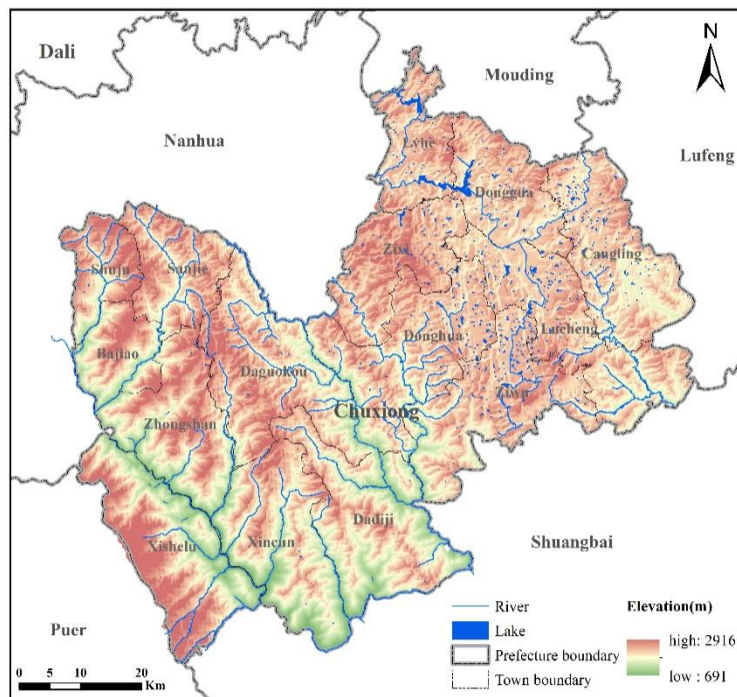 N
Dali
Mouding
Nanhua
Lufeng
Lvhe
Donggua
Zixi
Cangling
Shuju
Sanjie
Donghua
Lucheng
Bajiao
Daguokou
Ziwu
Chuxiong
Zhongshan
Dadiji
Xishelu
Xincun
Shuangbai
Puer
River
Lake
Prefecture boundary
Town boundary
Elevation(m)
high: 2916
low : 691
0 5 10 20
Km